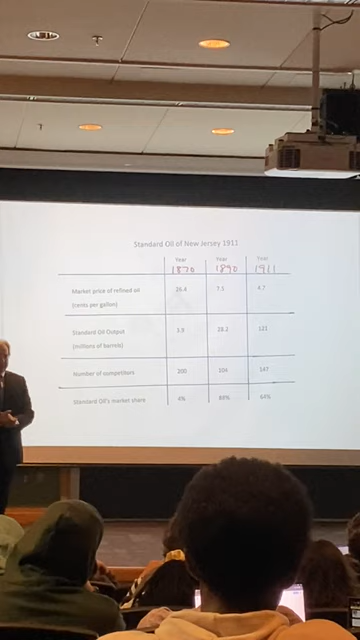 Standard Oil of New Jersey 1911
Year Year Year
1870 1890 1911
Market price of refined oil 26.4 7.3 4.7
(cents per gallon)
Standard Oil Output 28.2 121
(millions of barrels)
Number of competitors 200 104 147
Standard Oil's market share 4% 88% 64%